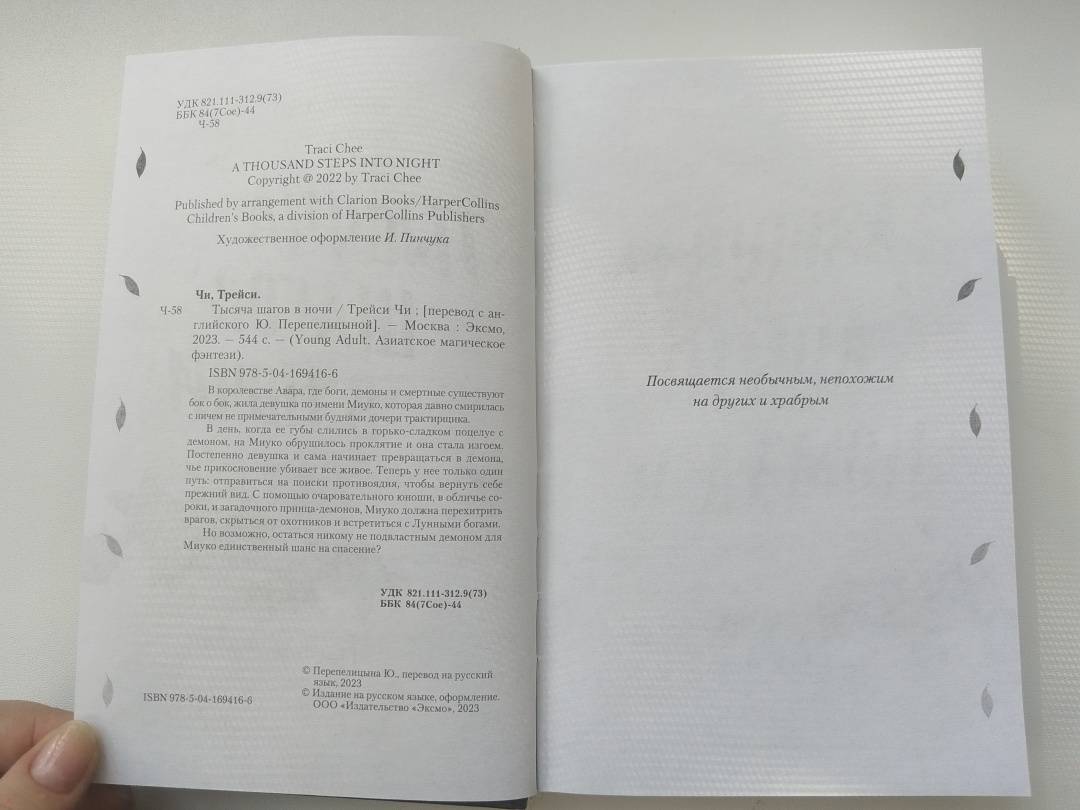 УДК 821.111-312.9(73)
ББК 84(7Сое)-44
Ч-58
Traci Chee
A THOUSAND STEPS INTO NIGHT
Copyright @ 2022 by Traci Chee
Published by arrangement with Clarion Books/HarperCollins
Children's Books, a division of HarperCollins Publishers
Художественное оформление И. Пинчука
Чи, Трейси.
Ч-58 Тысяча шагов в ночи / Трейси Чи ; [перевод с ан-
глийского Ю. Перепелицыной]. — Москва : Эксмо,
2023. — 544 с. — (Young Adult. Азиатское магическое
фэнтези).
ISBN 978-5-04-169416-6
В королевстве Авара, где боги, демоны и смертные существуют
бок о бок, жила девушка по имени Миуко, которая давно смирилась
с ничем не примечательными буднями дочери трактирщика.
В день, когда ее губы слились в горько-сладком поцелуе с
демоном, на Миуко обрушилось проклятие и она стала изгоем.
Постепенно девушка и сама начинает превращаться в демона,
чье прикосновение убивает все живое. Теперь у нее только один
путь: отправиться на поиски противоядия, чтобы вернуть себе
прежний вид. С помощью очаровательного юноши, в обличье со-
роки, и загадочного принца-демонов, Миуко должна перехитрить
врагов, скрыться от охотников и встретиться с Лунными богами.
Но возможно, остаться никому не подвластным демоном для
Миуко единственный шанс на спасение?
УДК 821.111-312.9(73)
ББК 84(7Сое)-44
© Перепелицына Ю., перевод на русский
язык, 2023
© Издание на русском языке, оформление.
ISBN 978-5-04-169416-6 ООО «Издательство «Эксмо», 2023
Посвящается необычным, непохожим
на других и храбрым